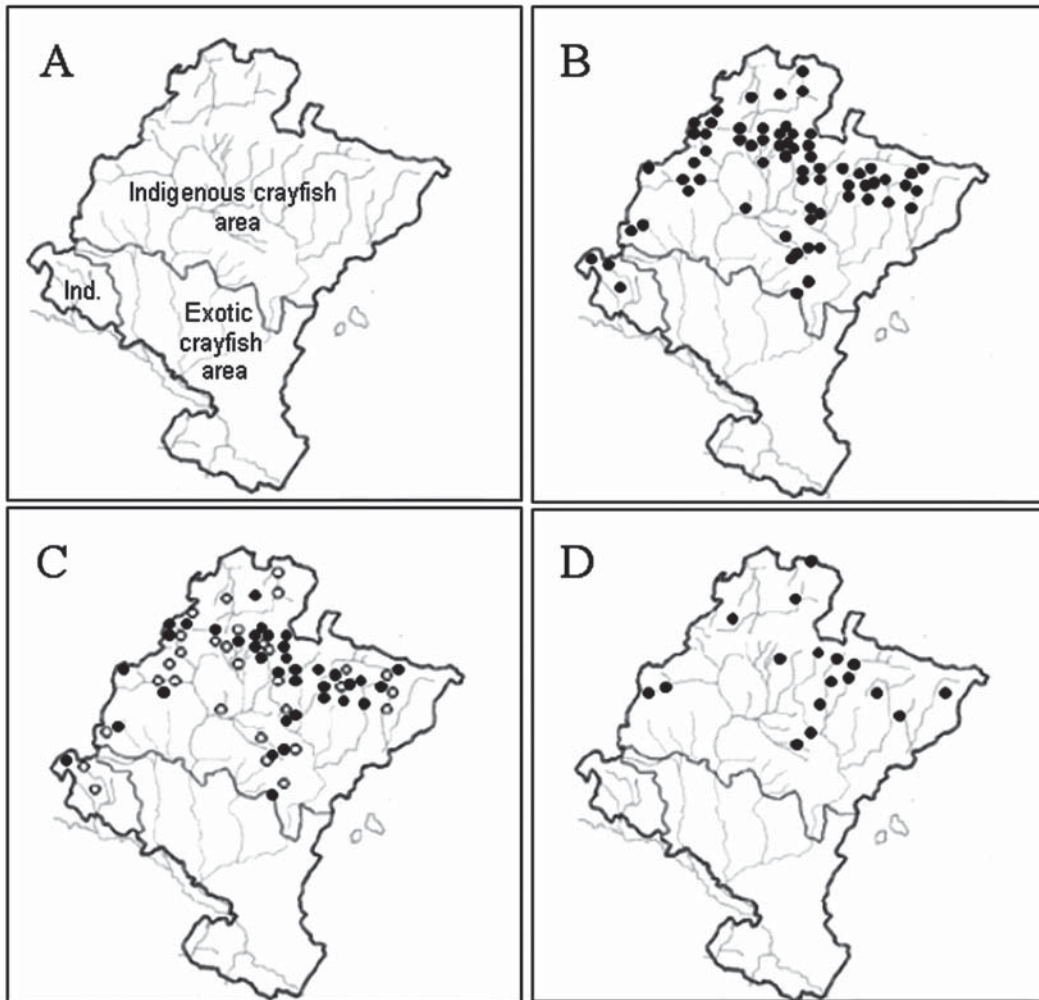 A
Indigenous crayfish
area
Ind.
Exotic
crayfish
area
B
C
D